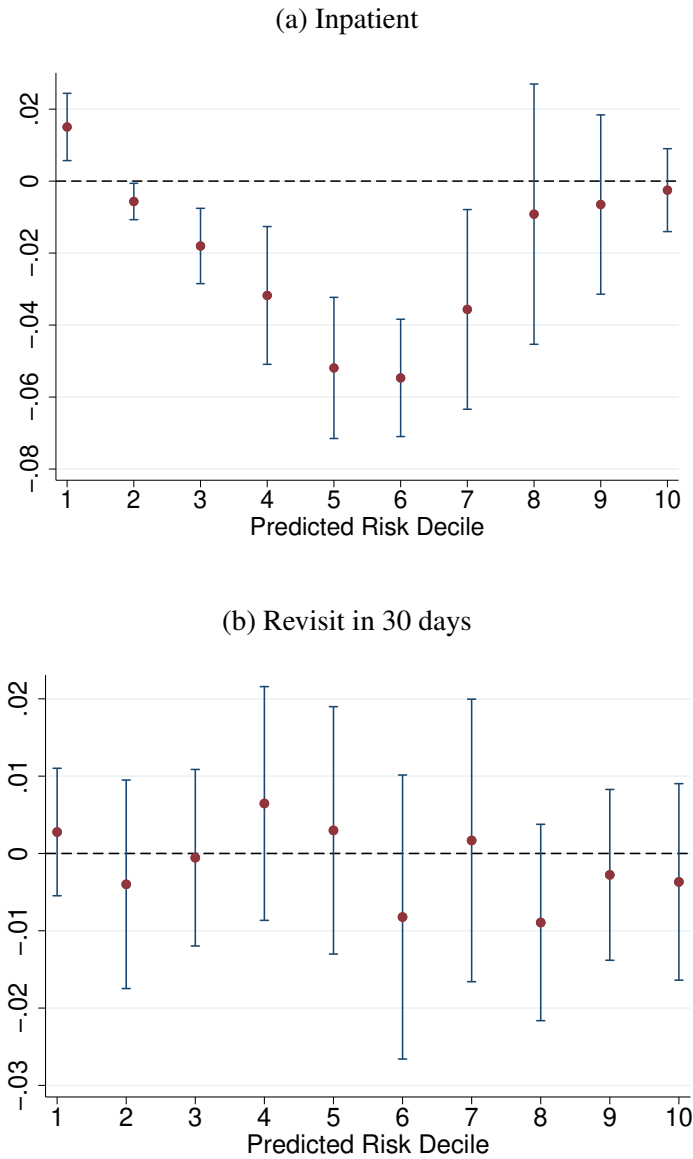 (a) Inpatient
.02
0
−.02
−.04
−.06
−.08
1 2 3 4 5 6 7 8 9 10
Predicted Risk Decile
(b) Revisit in 30 days
.02
.01
0
−.01
−.02
−.03
1 2 3 4 5 6 7 8 9 10
Predicted Risk Decile